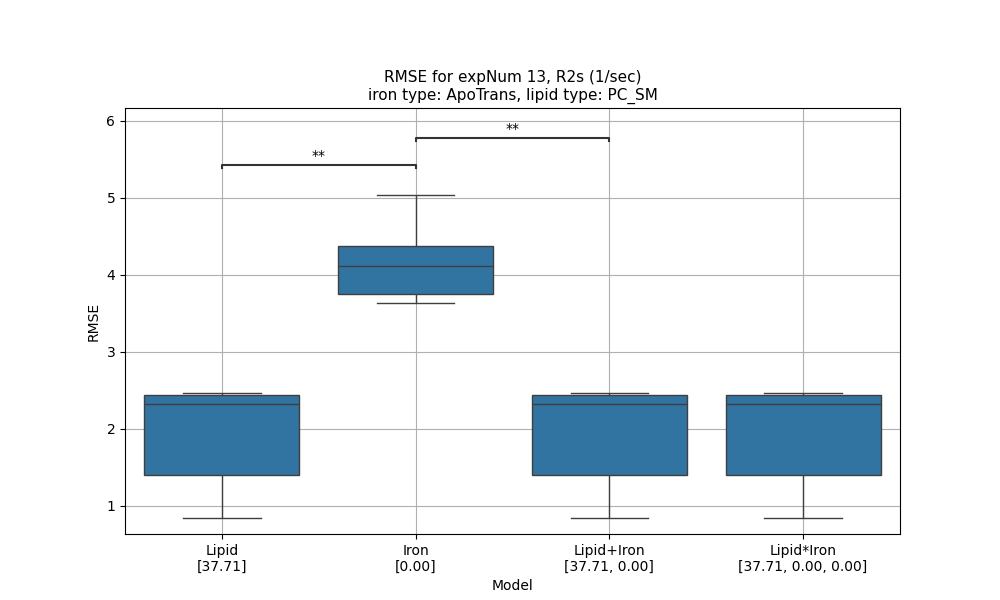 RMSE for expNum 13, R2s (1/sec)
iron type: ApoTrans, lipid type: PC_SM
6
**
**
5
4
RMSE
3
2
1
Lipid Iron Lipid+Iron Lipid*Iron
[37.71] [0.00] [37.71, 0.00] [37.71, 0.00, 0.00]
Model